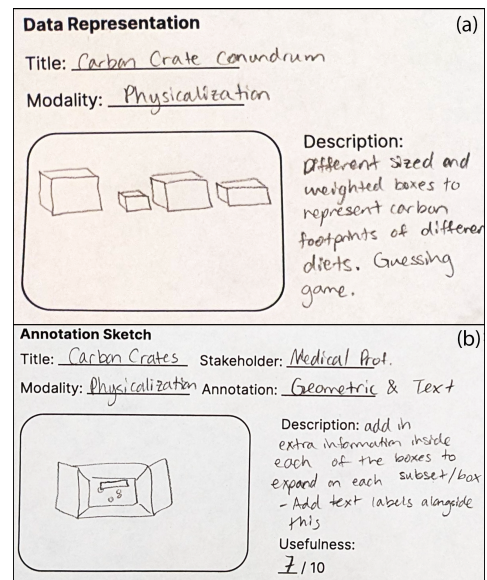 Data Representation (a)
Title: Carbon Crate Conundrum
Modality: Physicalization
Description:
Different sized and
weighted boxes to
represent carbon
footprints of differen
diets. Guessing
game.
Annotation Sketch (b)
Title: Carbon Crates Stakeholder: Medical Prof.
Modality: Physicalization Annotation: Geometric & Text
Description: add in
extra information inside
each of the boxes to
expand on each subset/box
- Add text labels alongside
this
Usefulness:
7/10